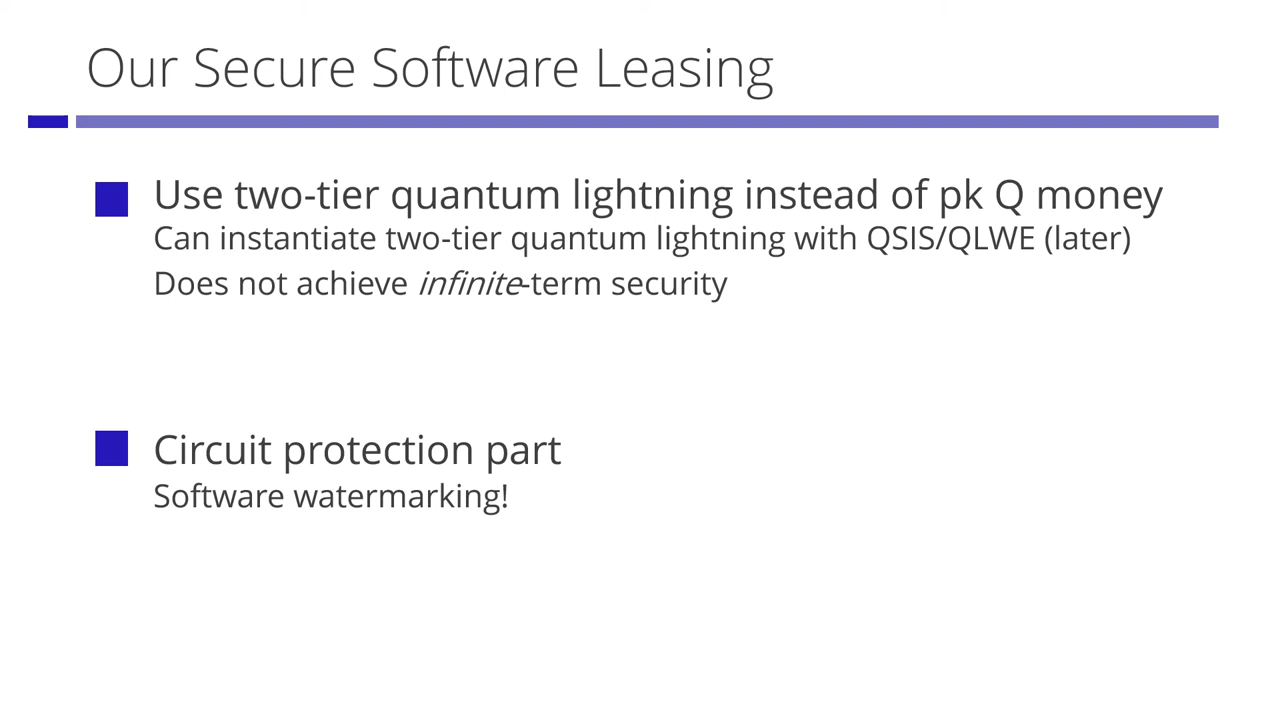 Our Secure Software Leasing
Use two-tier quantum lightning instead of pk Q money
Can instantiate two-tier quantum lightning with QSIS/QLWE (later)
Does not achieve infinite-term security
Circuit protection part
Software watermarking!